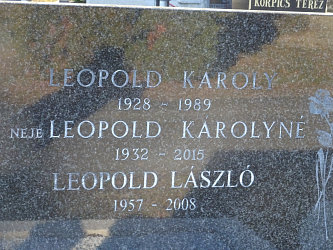 KORPICS TERÉZ
LEOPOLD KÁROLY
1928 - 1989
NEJE LEOPOLD KÁROLYNÉ
1932 - 2015
LEOPOLD LÁSZLÓ
1957 - 2008